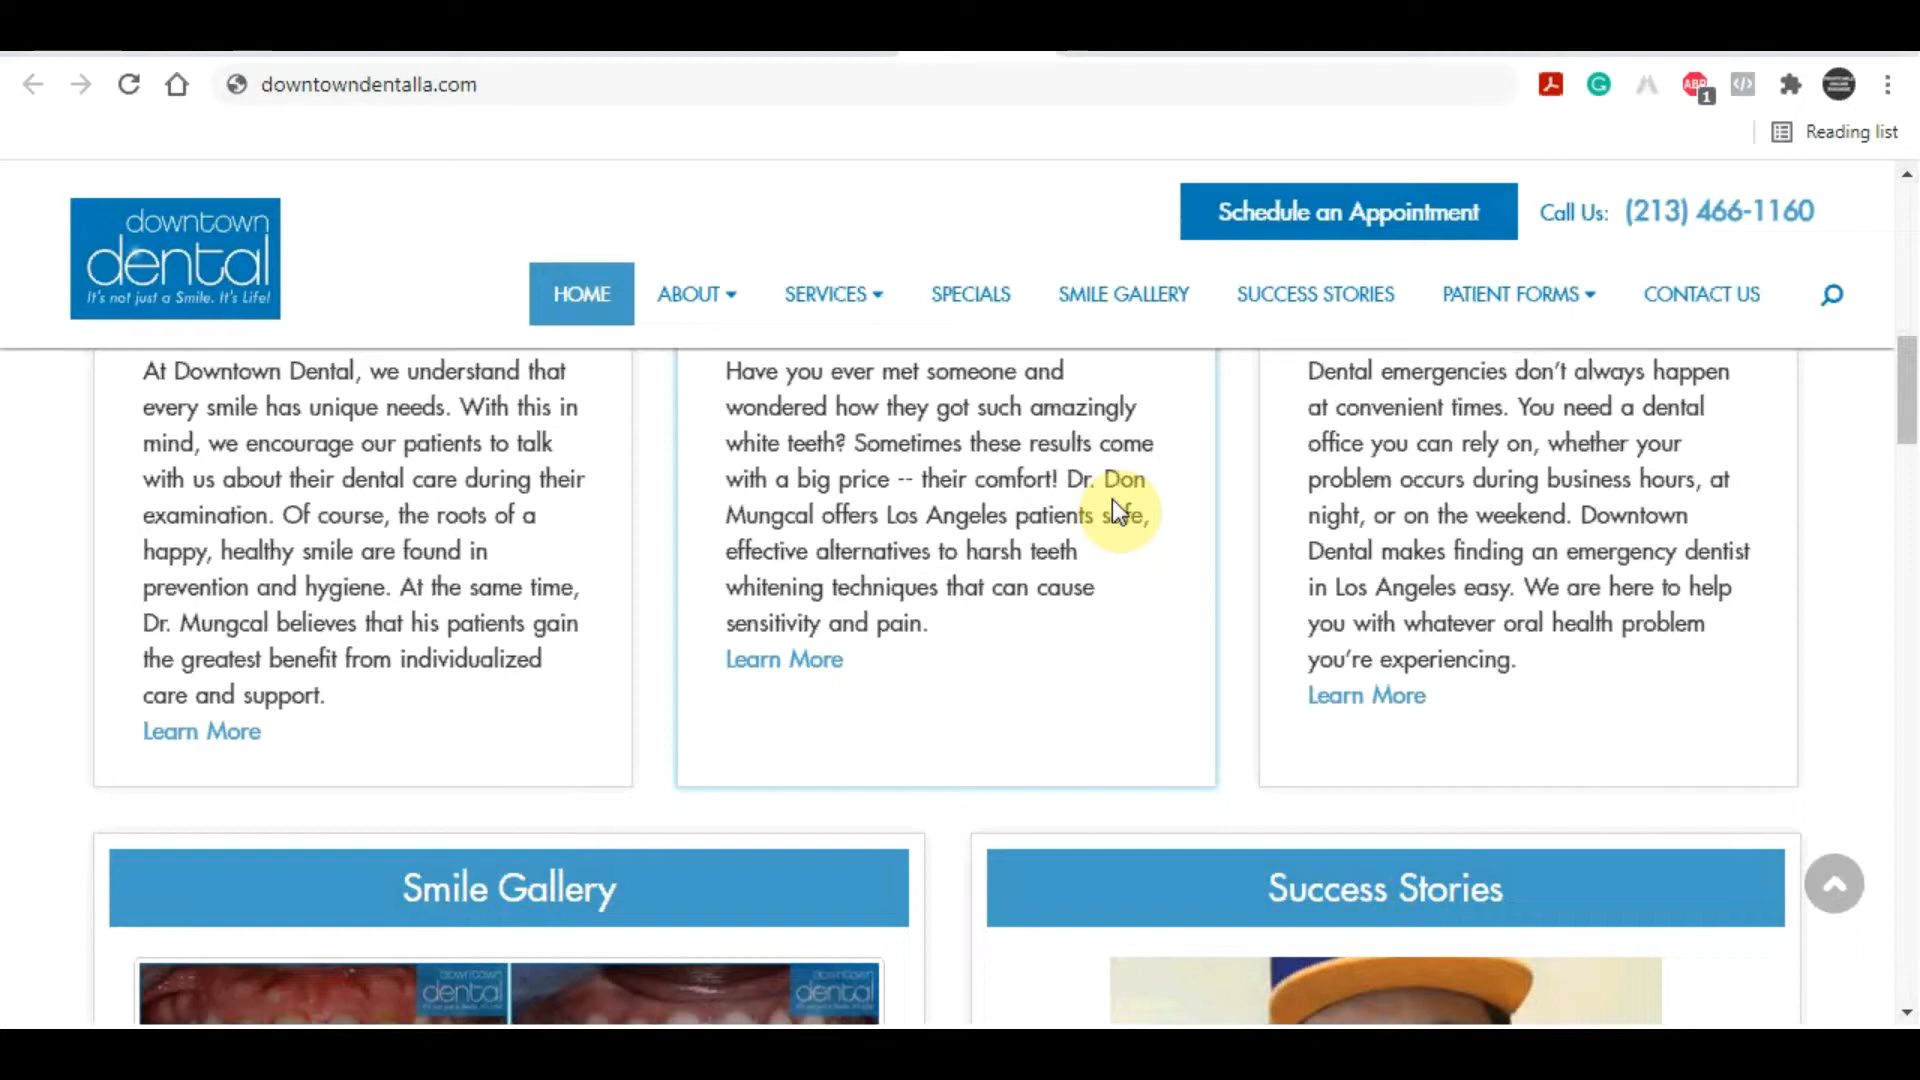 downtowndentalla.com
ABP
1
Reading list
downtown
dental
It's not just a Smile. It's Life!
Schedule an Appointment
Call Us: (213) 466-1160
HOME
ABOUT
SERVICES
SPECIALS
SMILE GALLERY
SUCCESS STORIES
PATIENT FORMS
CONTACT US
At Downtown Dental, we understand that
every smile has unique needs. With this in
mind, we encourage our patients to talk
with us about their dental care during their
examination. Of course, the roots of a
happy, healthy smile are found in
prevention and hygiene. At the same time,
Dr. Mungcal believes that his patients gain
the greatest benefit from individualized
care and support.
Learn More
Have you ever met someone and
wondered how they got such amazingly
white teeth? Sometimes these results come
with a big price -- their comfort! Dr. Don
Mungcal offers Los Angeles patients safe,
effective alternatives to harsh teeth
whitening techniques that can cause
sensitivity and pain.
Learn More
Dental emergencies don’t always happen
at convenient times. You need a dental
office you can rely on, whether your
problem occurs during business hours, at
night, or on the weekend. Downtown
Dental makes finding an emergency dentist
in Los Angeles easy. We are here to help
you with whatever oral health problem
you’re experiencing.
Learn More
Smile Gallery
Success Stories
downtown
dental
downtown
dental